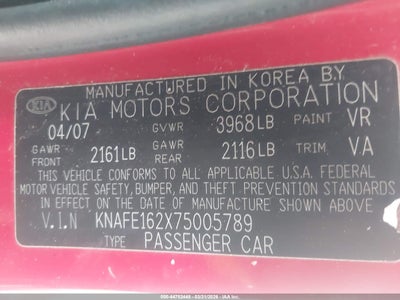 MANUFACTURED IN KOREA BY
KIA KIA MOTORS CORPORATION
04/07 GVWR 3968LB PAINT VR
GAWR FRONT 2161LB GAWR REAR 2116LB TRIM VA
THIS VEHICLE CONFORMS TO ALL APPLICABLE U.S.A. FEDERAL
MOTOR VEHICLE SAFETY, BUMPER, AND THEFT PREVENTION STANDARDS
IN EFFECT ON THE DATE OF MANUFACTURE SHOWN ABOVE
V.I.N KNAFE162X75005789
TYPE PASSENGER CAR